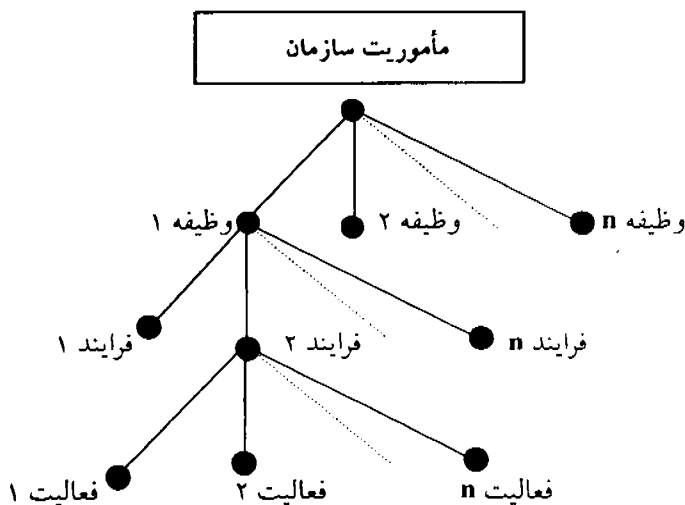 مأموریت سازمان
وظیفه ۱
وظیفه ۲
وظیفه n
فرایند ۱
فرایند ۲
فرایند n
فعالیت ۱
فعالیت ۲
فعالیت n